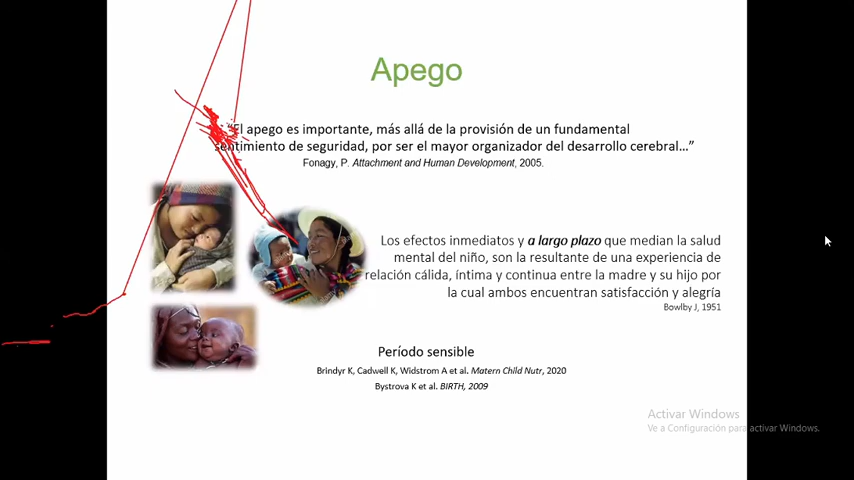 Apego
“El apego es importante, más allá de la provisión de un fundamental
sentimiento de seguridad, por ser el mayor organizador del desarrollo cerebral...”
Fonagy, P. Attachment and Human Development, 2005.
Los efectos inmediatos y a largo plazo que median la salud
mental del niño, son la resultante de una experiencia de
relación cálida, íntima y continua entre la madre y su hijo por
la cual ambos encuentran satisfacción y alegría
Bowlby J, 1951
Período sensible
Brindyr K, Cadwell K, Widstrom A et al. Matern Child Nutr, 2020
Bystrova K et al. BIRTH, 2009
Activar Windows
Ve a Configuración para activar Windows.